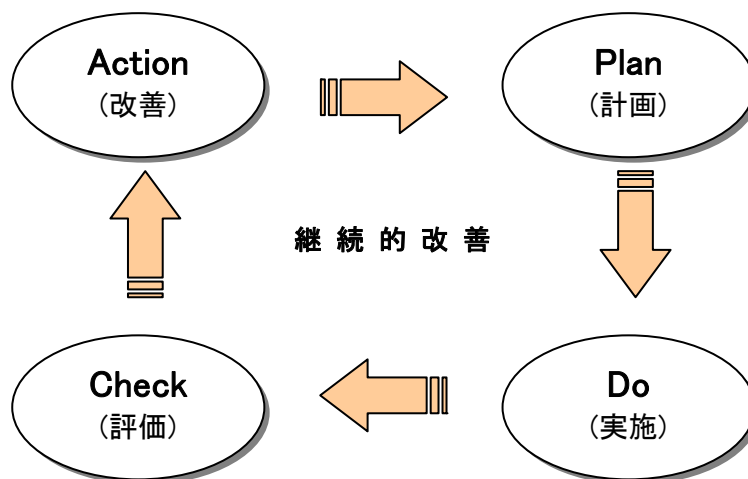 Action
(改善)
Plan
(計画)
継続的改善
Check
(評価)
Do
(実施)